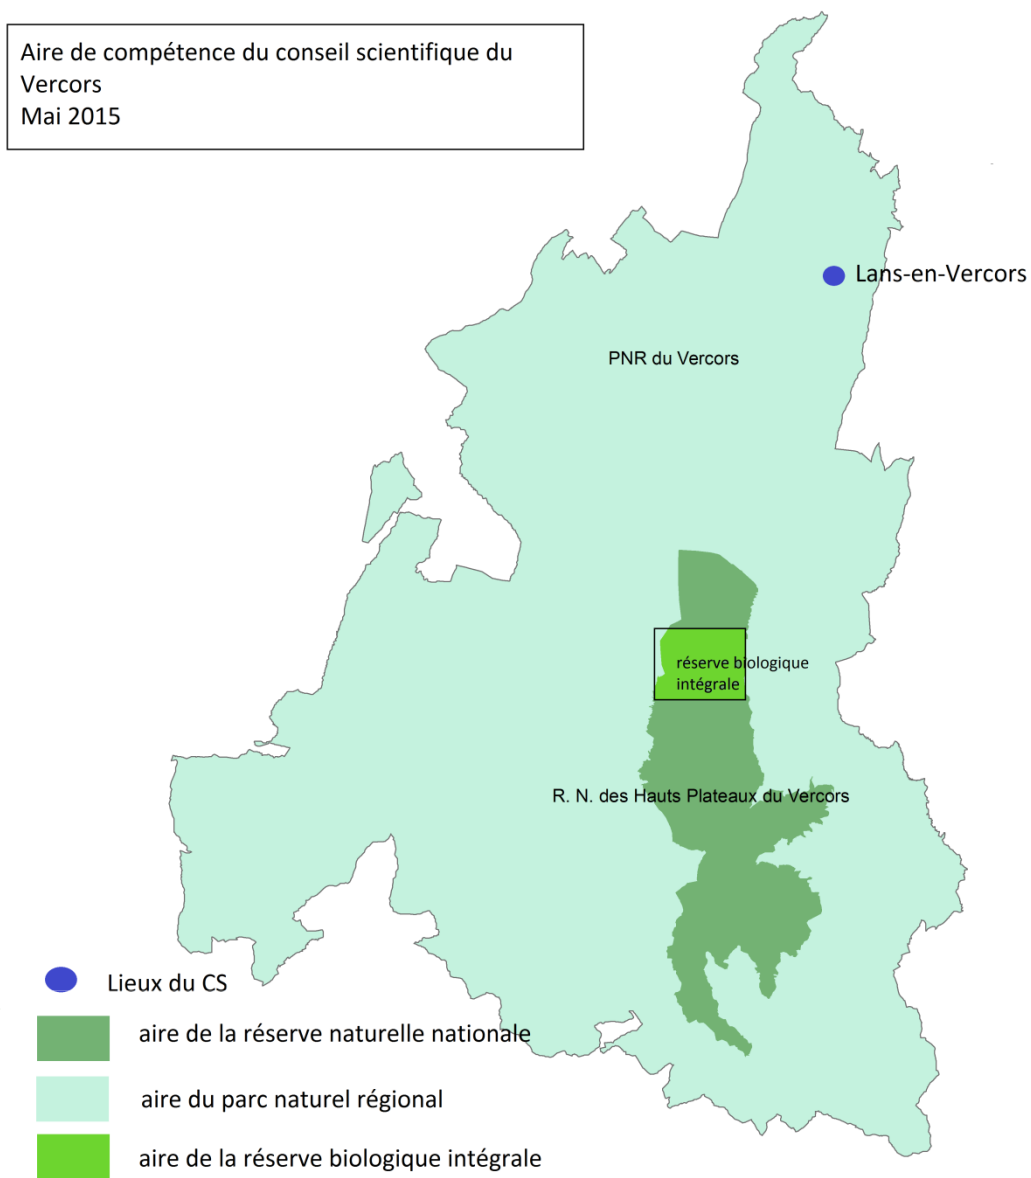 Aire de compétence du conseil scientifique du
Vercors
Mai 2015
Lans-en-Vercors
PNR du Vercors
réserve biologique
intégrale
R. N. des Hauts Plateaux du Vercors
Lieux du CS
aire de la réserve naturelle nationale
aire du parc naturel régional
aire de la réserve biologique intégrale